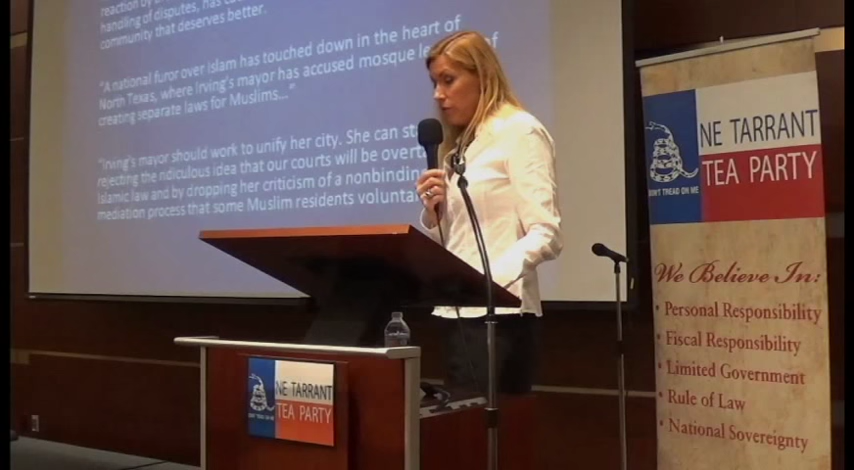 reaction by
handling of disputes, has
community that deserves better.
"A national furor over Islam has touched down in the heart of
North Texas, where Irving's mayor has accused mosque
of
creating separate laws for Muslims..."
"Irving's mayor should work to unify her city. She can
rejecting the ridiculous idea that our courts will be
Islamic law and by dropping her criticism of a nonbinding
mediation process that some Muslim residents
NE TARRANT
TEA PARTY
We Believe In:
• Personal Responsibility
• Fiscal Responsibility
• Limited Government
• Rule of Law
• National Sovereignty
NE TARRANT
TEA PARTY